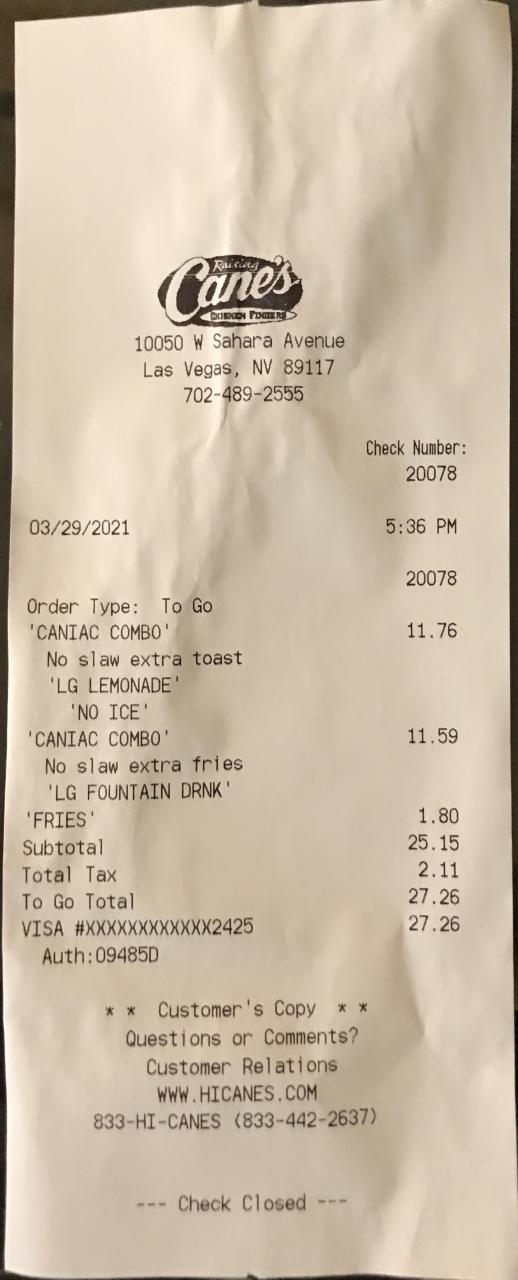 Raising
Cane's
CHICKEN FINGERS
10050 W Sahara Avenue
Las Vegas, NV 89117
702-489-2555
Check Number:
20078
03/29/2021 5:36 PM
20078
Order Type: To Go
'CANIAC COMBO' 11.76
No slaw extra toast
'LG LEMONADE'
'NO ICE'
'CANIAC COMBO' 11.59
No slaw extra fries
'LG FOUNTAIN DRNK'
'FRIES' 1.80
Subtotal 25.15
Total Tax 2.11
To Go Total 27.26
VISA #XXXXXXXXXXXX2425 27.26
Auth:09485D
* * Customer's Copy * *
Questions or Comments?
Customer Relations
WWW.HICANES.COM
833-HI-CANES (833-442-2637)
--- Check Closed ---